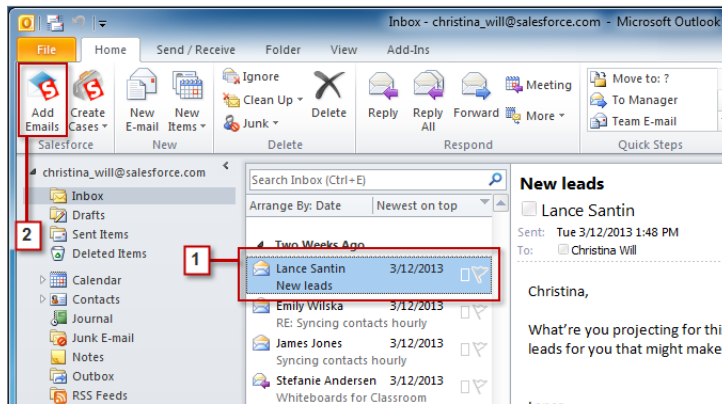 Inbox - christina_will@salesforce.com - Microsoft Outlook
File Home Send / Receive Folder View Add-Ins
Add Emails
Create Cases
Salesforce
New E-mail
New Items
New
Ignore
Clean Up
Junk
Delete
Delete
Reply
Reply All
Forward
Meeting
More
Respond
Move to: ?
To Manager
Team E-mail
Quick Steps
2
christina_will@salesforce.com
Inbox
Drafts
Sent Items
Deleted Items
Calendar
Contacts
Journal
Junk E-mail
Notes
Outbox
RSS Feeds
1
Search Inbox (Ctrl+E)
Arrange By: Date Newest on top
Two Weeks Ago
Lance Santin 3/12/2013
New leads
Emily Wilska 3/12/2013
RE: Syncing contacts hourly
James Jones 3/12/2013
Syncing contacts hourly
Stefanie Andersen 3/12/2013
Whiteboards for Classroom
New leads
Lance Santin
Sent: Tue 3/12/2013 1:48 PM
To: Christina Will
Christina,
What're you projecting for thi
leads for you that might make